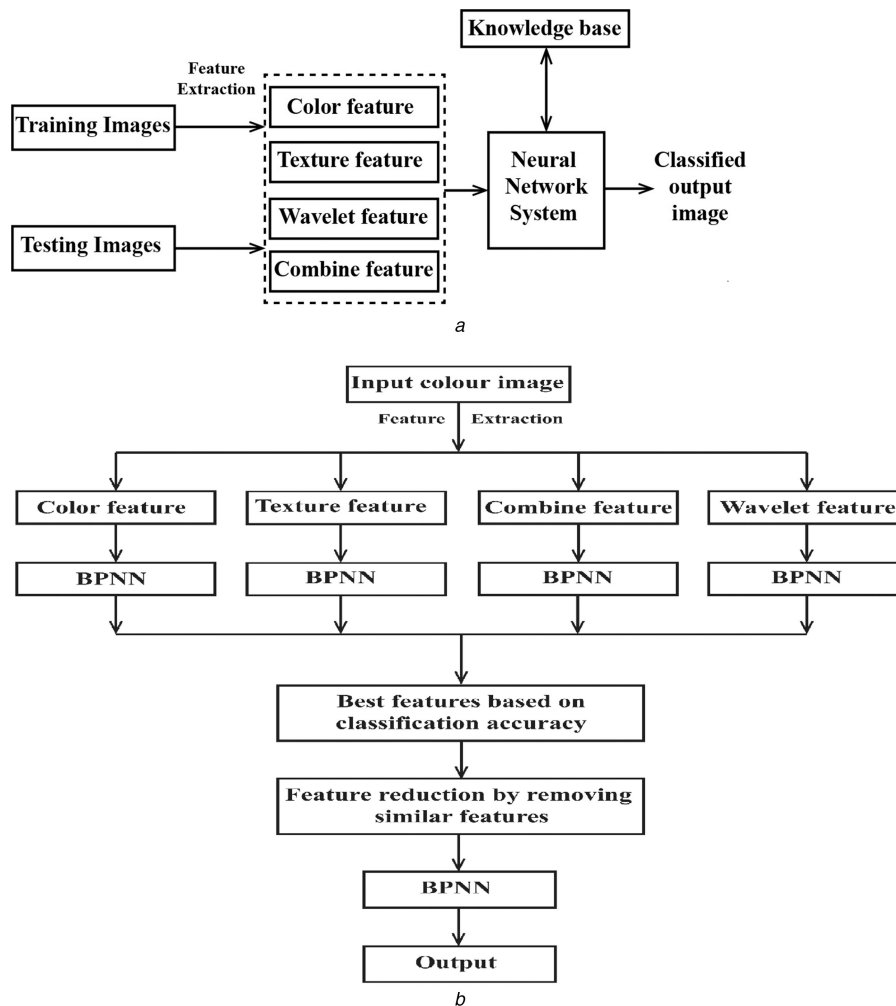 Knowledge base
Feature
Extraction
Training Images
Color feature
Texture feature
Wavelet feature
Combine feature
Testing Images
Neural
Network
System
Classified
output
image
a
Input colour image
Feature Extraction
Color feature
Texture feature
Combine feature
Wavelet feature
BPNN
BPNN
BPNN
BPNN
Best features based on
classification accuracy
Feature reduction by removing
similar features
BPNN
Output
b